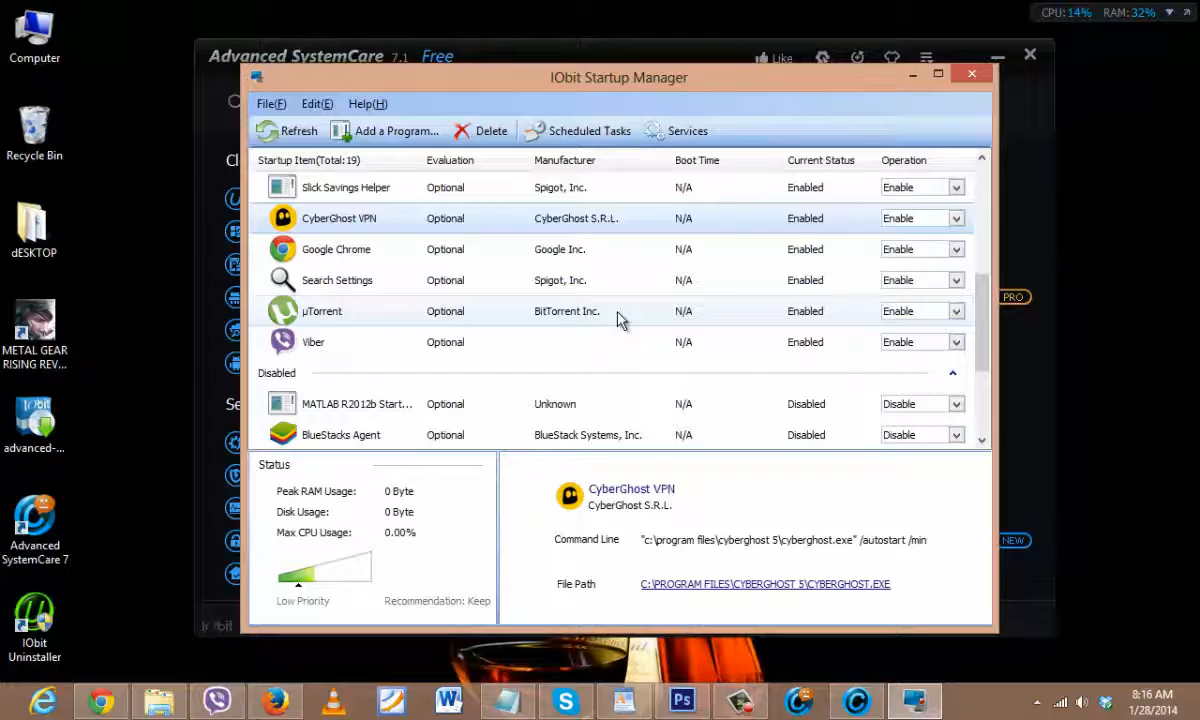 CPU:14% RAM:32%
Computer
Recycle Bin
dESKTOP
METAL GEAR
RISING REV...
advanced-...
Advanced
SystemCare 7
IObit
Uninstaller
Advanced SystemCare 7.1 Free
Like
IObit Startup Manager
File(F) Edit(E) Help(H)
Refresh Add a Program... Delete Scheduled Tasks Services
Startup Item(Total:19) Evaluation Manufacturer Boot Time Current Status Operation
Slick Savings Helper Optional Spigot, Inc. N/A Enabled Enable
CyberGhost VPN Optional CyberGhost S.R.L. N/A Enabled Enable
Google Chrome Optional Google Inc. N/A Enabled Enable
Search Settings Optional Spigot, Inc. N/A Enabled Enable
µTorrent Optional BitTorrent Inc. N/A Enabled Enable
Viber Optional N/A Enabled Enable
Disabled
MATLAB R2012b Start... Optional Unknown N/A Disabled Disable
BlueStacks Agent Optional BlueStack Systems, Inc. N/A Disabled Disable
PRO
NEW
Status
Peak RAM Usage: 0 Byte
Disk Usage: 0 Byte
Max CPU Usage: 0.00%
Low Priority Recommendation: Keep
CyberGhost VPN
CyberGhost S.R.L.
Command Line "c:\program files\cyberghost 5\cyberghost.exe" /autostart /min
File Path C:\PROGRAM FILES\CYBERGHOST 5\CYBERGHOST.EXE
8:16 AM
1/28/2014